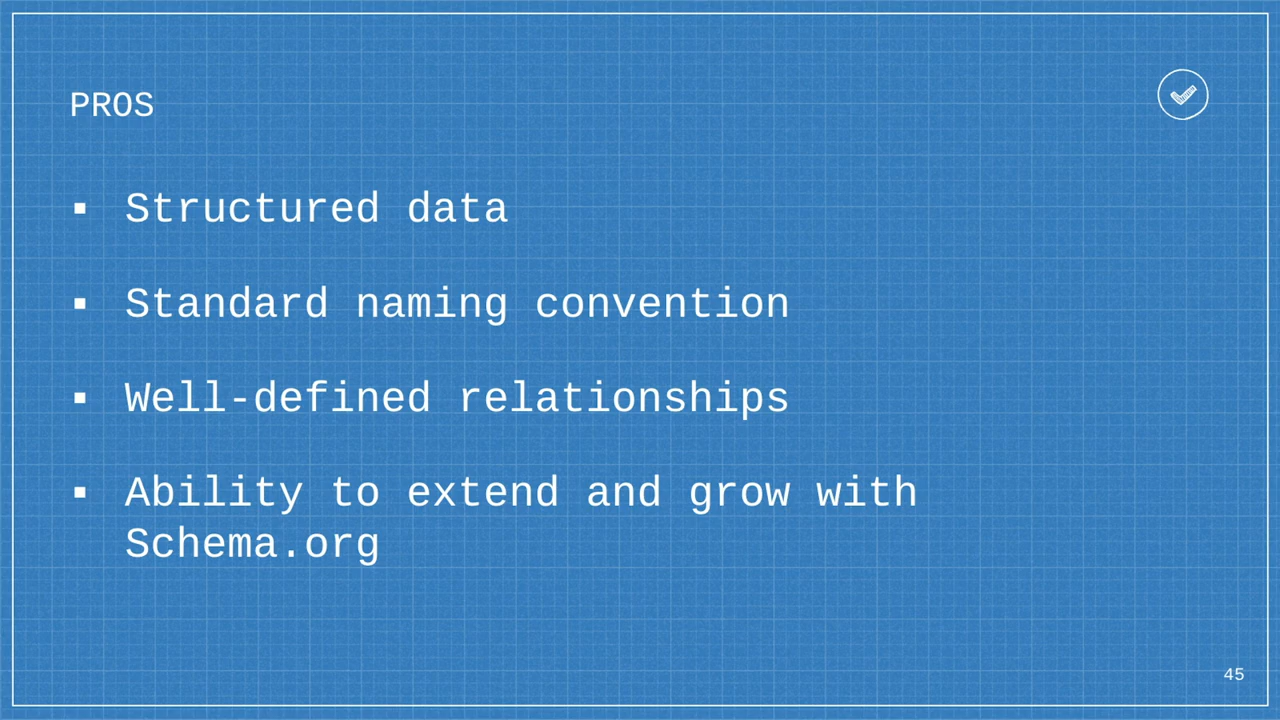 PROS
▪ Structured data
▪ Standard naming convention
▪ Well-defined relationships
▪ Ability to extend and grow with
Schema.org
45